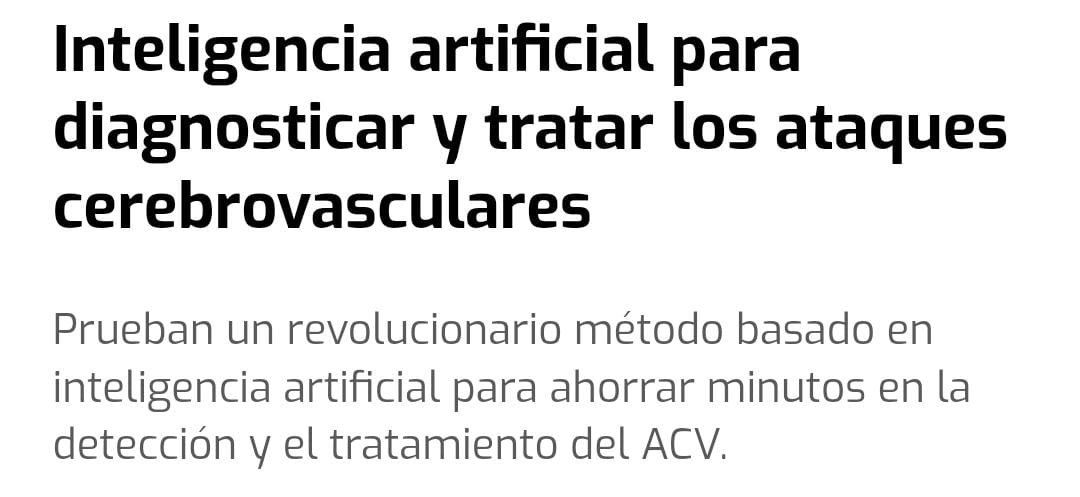 Inteligencia artificial para
diagnosticar y tratar los ataques
cerebrovasculares
Prueban un revolucionario método basado en
inteligencia artificial para ahorrar minutos en la
detección y el tratamiento del ACV.